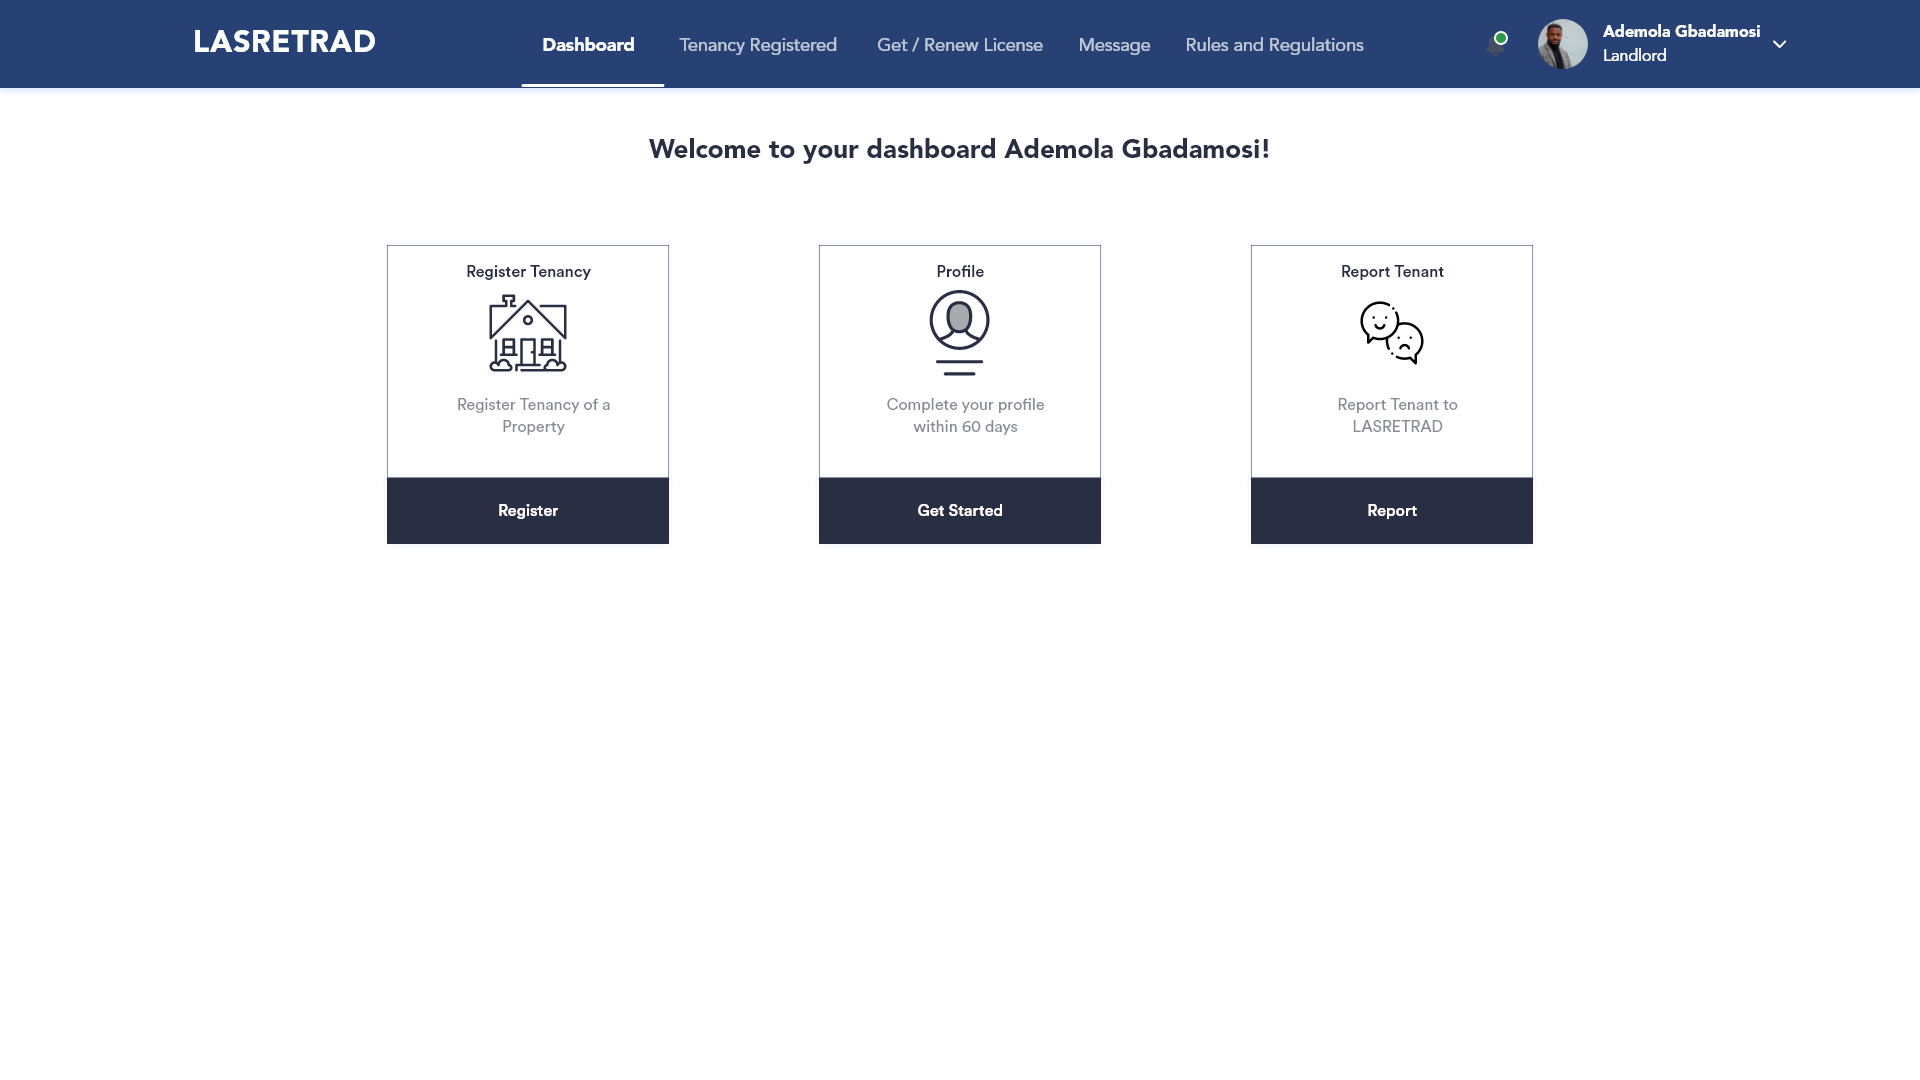 LASRETRAD
Dashboard
Tenancy Registered
Get / Renew License
Message
Rules and Regulations
Ademola Gbadamosi
Landlord
Welcome to your dashboard Ademola Gbadamosi!
Register Tenancy
Register Tenancy of a
Property
Register
Profile
Complete your profile
within 60 days
Get Started
Report Tenant
Report Tenant to
LASRETRAD
Report